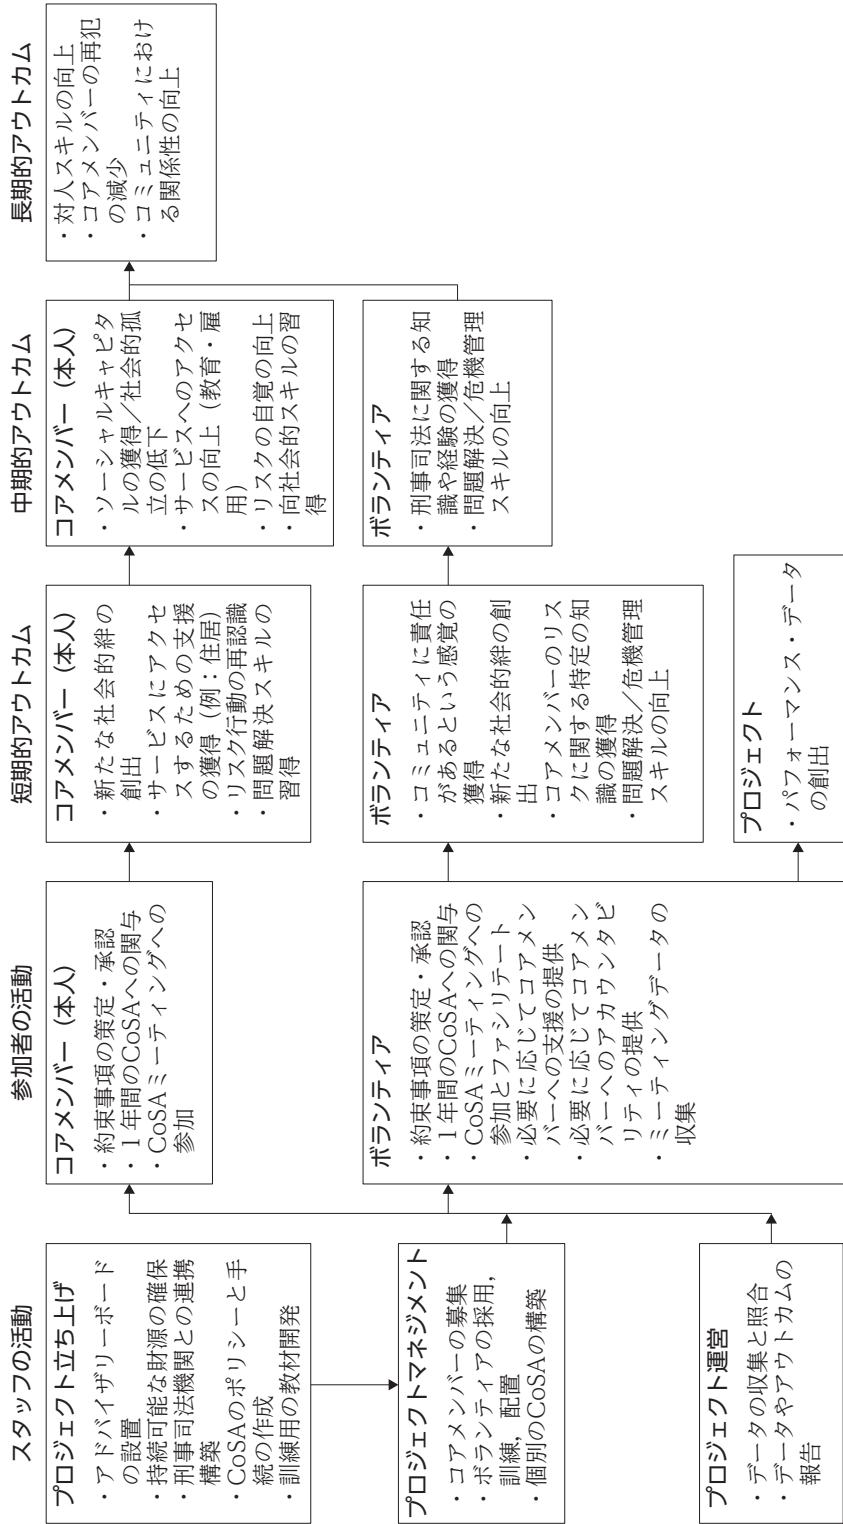 スタッフの活動
プロジェクト立ち上げ
・アドバイザリーボード
の設置
・持続可能な財源の確保
・刑事司法機関との連携
構築
・CoSAのポリシーと手
続の作成
・訓練用の教材開発
プロジェクトマネジメント
・コアメンバーの募集
・ボランティアの採用，
訓練，配置
・個別のCoSAの構築
プロジェクト運営
・データの収集と照合
・データやアウトカムの
報告
参加者の活動
コアメンバー（本人）
・約束事項の策定・承認
・1年間のCoSAへの関与
・CoSAミーティングへの
参加
ボランティア
・約束事項の策定・承認
・1年間のCoSAへの関与
・CoSAミーティングへの
参加とファシリテート
・必要に応じてコアメン
バーへの支援の提供
・必要に応じてコアメン
バーへのアカウンタビ
リティの提供
・ミーティングデータの
収集
短期的アウトカム
コアメンバー（本人）
・新たな社会的絆の
創出
・サービスにアクセ
スするための支援
の獲得（例：住居）
・リスク行動の再認識
・問題解決スキルの
習得
ボランティア
・コミュニティに責任
があるという感覚の
獲得
・新たな社会的絆の創
出
・コアメンバーのリス
クに関する特定の知
識の獲得
・問題解決／危機管理
スキルの向上
プロジェクト
・パフォーマンス・データ
の創出
中期的アウトカム
コアメンバー（本人）
・ソーシャルキャピタ
ルの獲得／社会的孤
立の低下
・サービスへのアクセ
スの向上（教育・雇
用）
・リスクの自覚の向上
・向社会的スキルの習
得
ボランティア
・刑事司法に関する知
識や経験の獲得
・問題解決／危機管理
スキルの向上
長期的アウトカム
・対人スキルの向上
・コアメンバーの再犯
の減少
・コミュニティにおけ
る関係性の向上